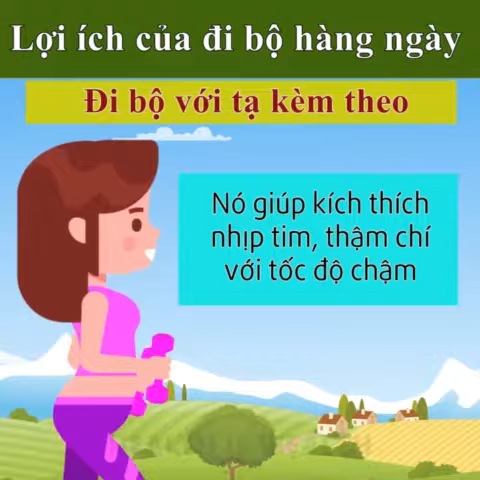 Lợi ích của đi bộ hàng ngày
Đi bộ với tạ kèm theo
Nó giúp kích thích
nhịp tim, thậm chí
với tốc độ chậm